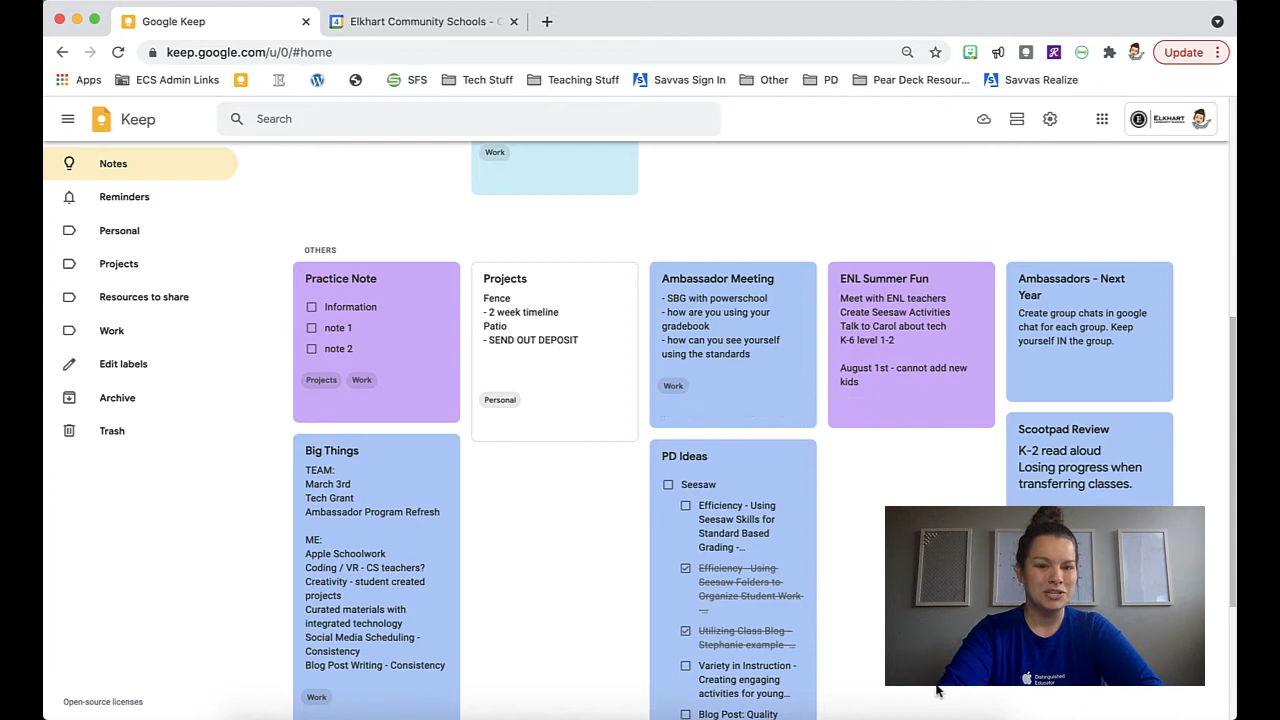 Google Keep
Elkhart Community Schools - C
keep.google.com/u/0/#home
Update
Apps
ECS Admin Links
SFS
Tech Stuff
Teaching Stuff
Savvas Sign In
Other
PD
Pear Deck Resour...
Savvas Realize
Keep
Search
ELKHART
Notes
Reminders
Personal
Projects
Resources to share
Work
Edit labels
Archive
Trash
Open-source licenses
Work
OTHERS
Practice Note
Information
note 1
note 2
Projects
Work
Big Things
TEAM:
March 3rd
Tech Grant
Ambassador Program Refresh
ME:
Apple Schoolwork
Coding / VR - CS teachers?
Creativity - student created
projects
Curated materials with
integrated technology
Social Media Scheduling -
Consistency
Blog Post Writing - Consistency
Work
Projects
Fence
- 2 week timeline
Patio
- SEND OUT DEPOSIT
Personal
Ambassador Meeting
- SBG with powerschool
- how are you using your
gradebook
- how can you see yourself
using the standards
Work
PD Ideas
Seesaw
Efficiency - Using
Seesaw Skills for
Standard Based
Grading -...
Efficiency - Using
Seesaw Folders to
Organize Student Work
...
Utilizing Class Blog -
Stephanie example -...
Variety in Instruction -
Creating engaging
activities for young...
Blog Post: Quality
ENL Summer Fun
Meet with ENL teachers
Create Seesaw Activities
Talk to Carol about tech
K-6 level 1-2
August 1st - cannot add new
kids
Ambassadors - Next
Year
Create group chats in google
chat for each group. Keep
yourself IN the group.
Scootpad Review
K-2 read aloud
Losing progress when
transferring classes.
Distinguished
Educator